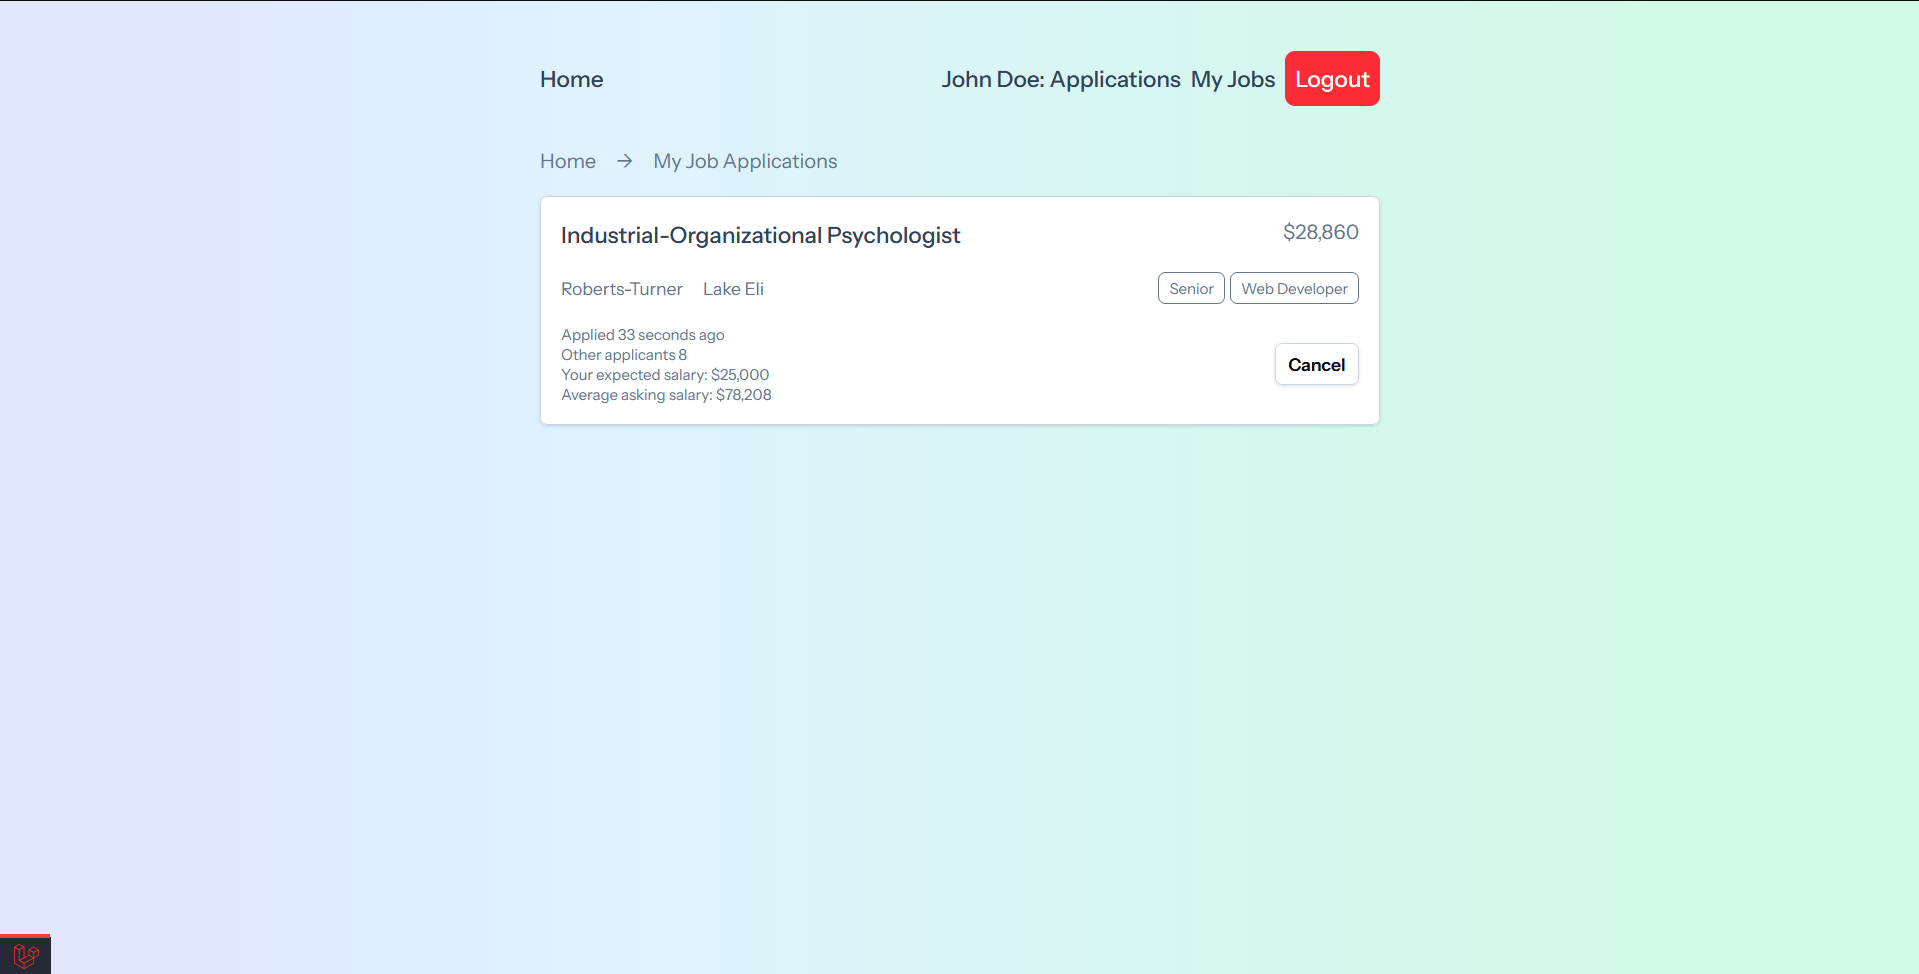 Home John Doe: Applications My Jobs Logout
Home → My Job Applications
Industrial-Organizational Psychologist $28,860
Roberts-Turner Lake Eli Senior Web Developer
Applied 33 seconds ago
Other applicants 8
Your expected salary: $25,000
Average asking salary: $78,208
Cancel